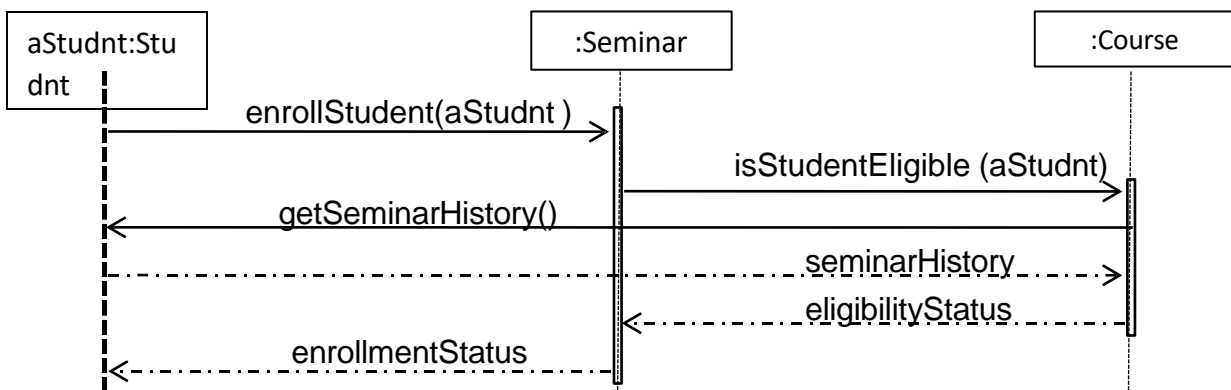 aStudnt:Stu
dnt
:Seminar
:Course
enrollStudent(aStudnt )
isStudentEligible (aStudnt)
getSeminarHistory()
seminarHistory
eligibilityStatus
enrollmentStatus